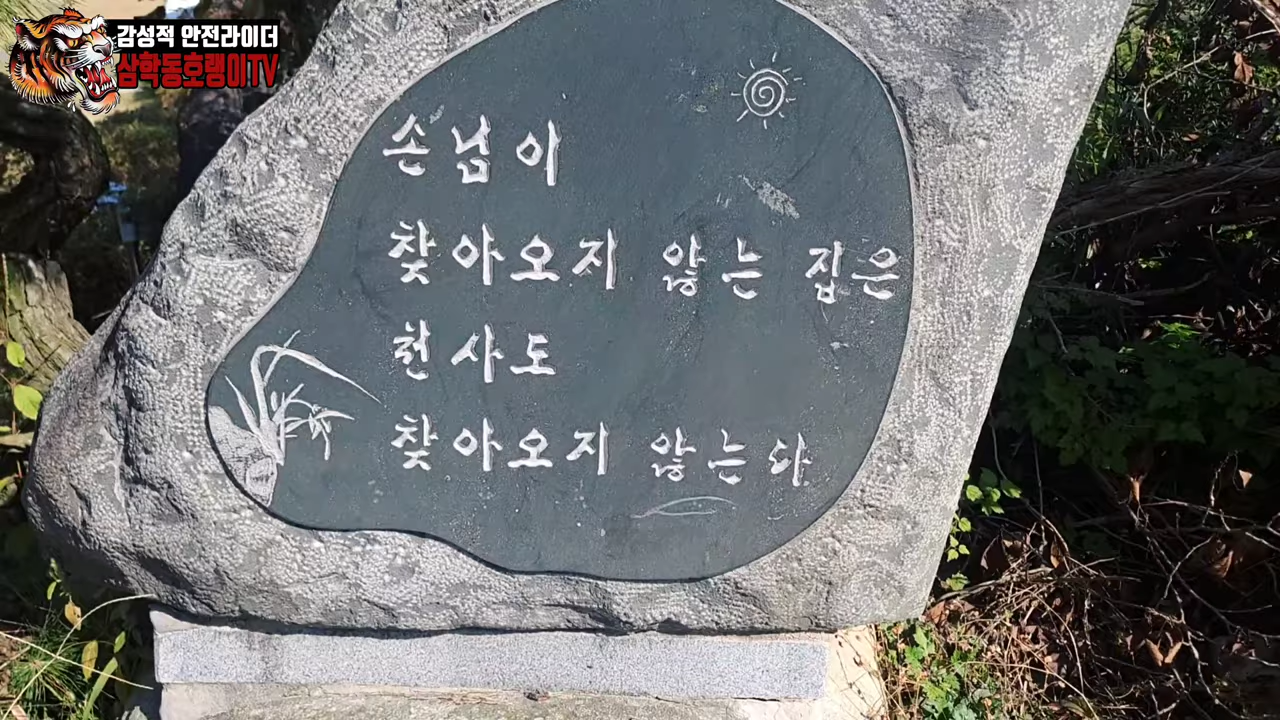 감성적 안전라이더
삼학동호랭이TV
손님이
찾아오지 않는 집은
천사도
찾아오지 않는다